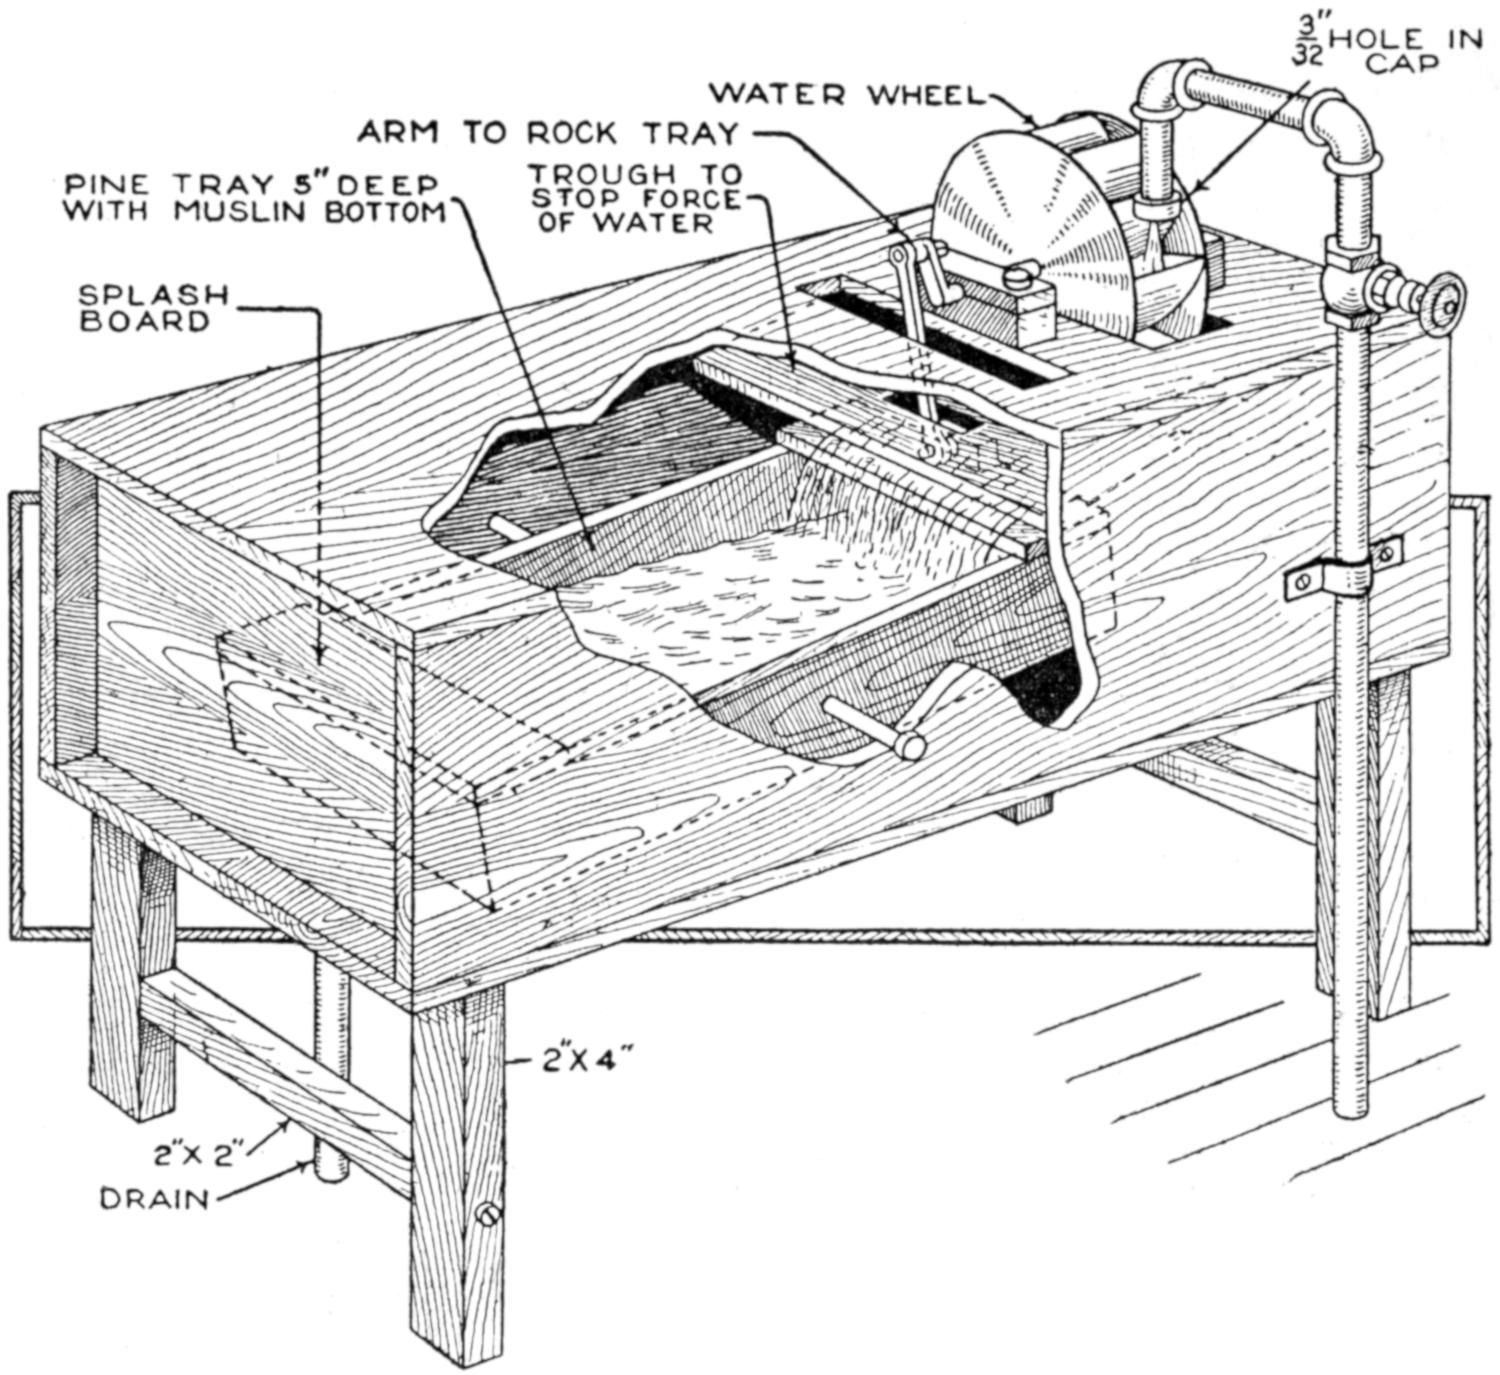 3/32" HOLE IN
CAP
WATER WHEEL
ARM TO ROCK TRAY
TROUGH TO
STOP FORCE
OF WATER
PINE TRAY 5" DEEP
WITH MUSLIN BOTTOM
SPLASH
BOARD
2" X 4"
2" X 2"
DRAIN